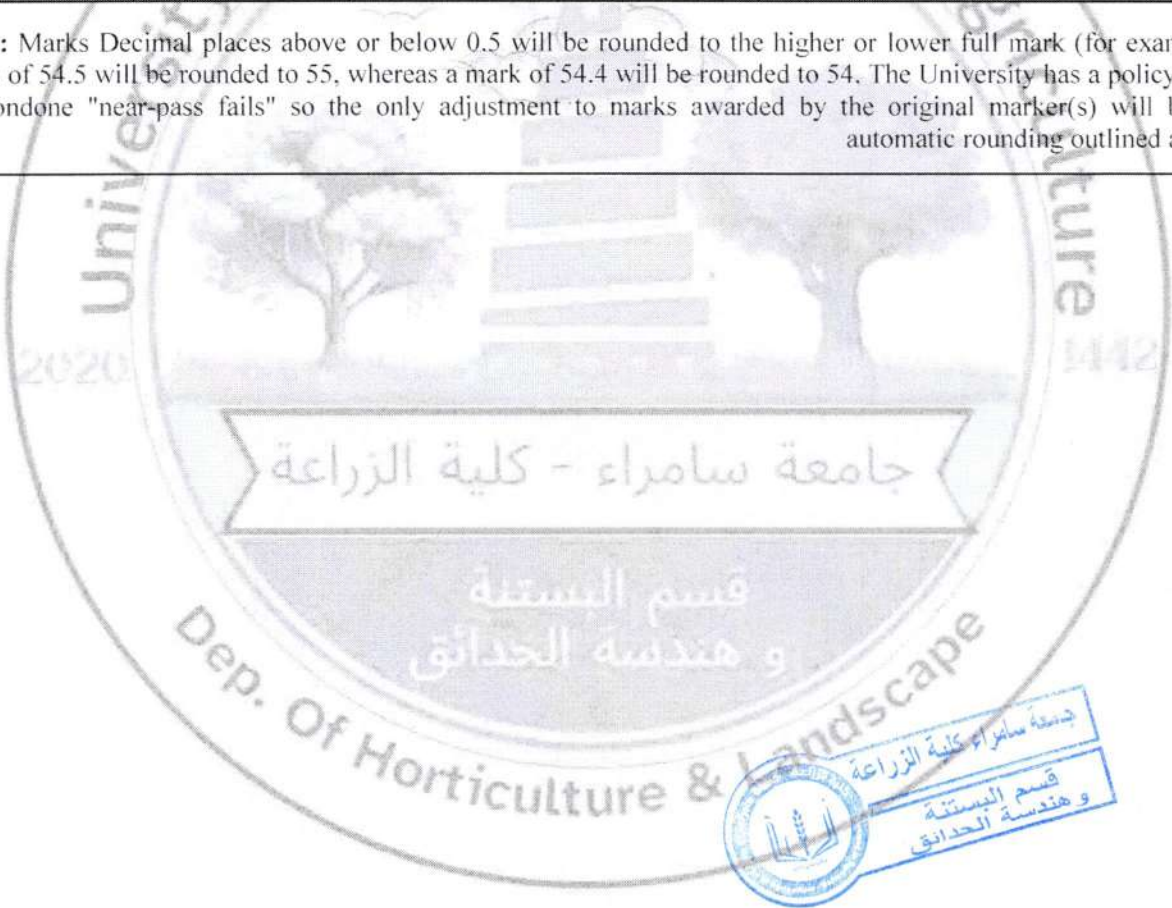 : Marks Decimal places above or below 0.5 will be rounded to the higher or lower full mark (for exam
of 54.5 will be rounded to 55, whereas a mark of 54.4 will be rounded to 54. The University has a policy
ondone "near-pass fails" so the only adjustment to marks awarded by the original marker(s) will
automatic rounding outlined a
2020
1442
جامعة سامراء - كلية الزراعة
قسم البستنة
و هندسة الحدائق
Dep. Of Horticulture & Landscape
جامعة سامراء كلية الزراعة
قسم البستنة
و هندسة الحدائق